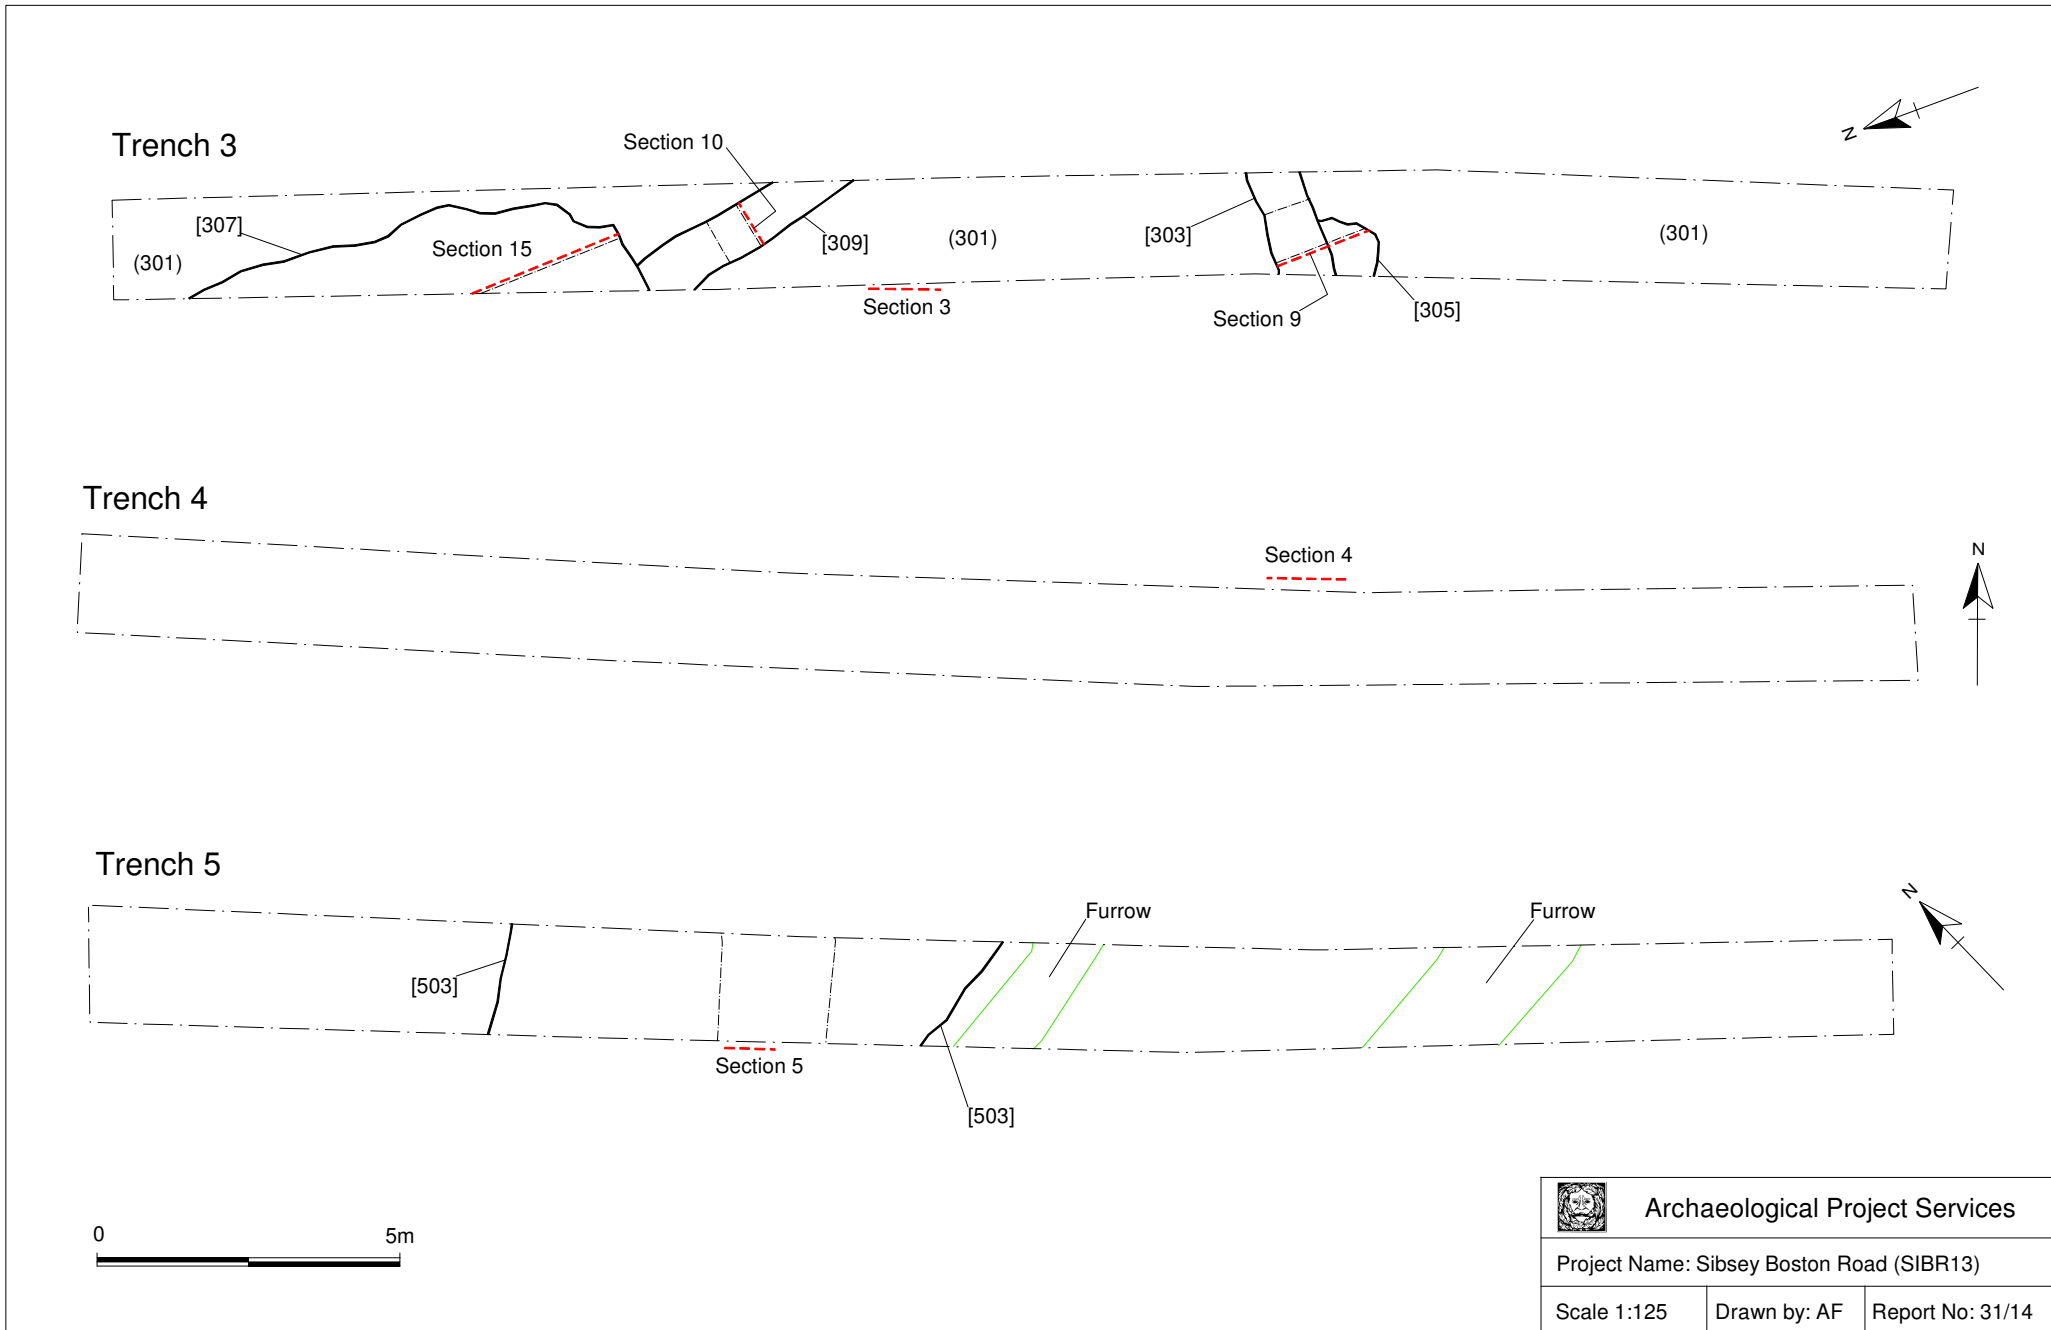 Trench 3
Section 10
N
[307]
Section 15
(301)
[309]
(301)
[303]
(301)
Section 3
Section 9
[305]
Trench 4
Section 4
N
Trench 5
Furrow
Furrow
N
[503]
Section 5
[503]
0
5m
Archaeological Project Services
Project Name: Sibsey Boston Road (SIBR13)
Scale 1:125
Drawn by: AF
Report No: 31/14